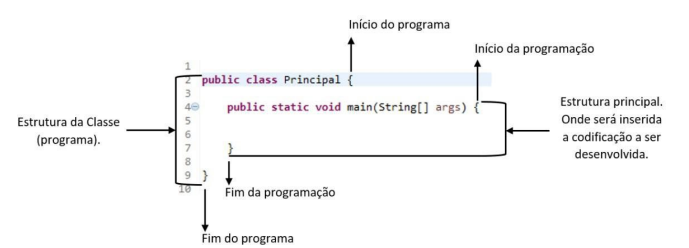 Início do programa
Início da programação
1
2 public class Principal {
3
4 public static void main(String[] args) {
5
6
7 }
8
9 }
10
Estrutura da Classe
(programa).
Estrutura principal.
Onde será inserida
a codificação a ser
desenvolvida.
Fim da programação
Fim do programa